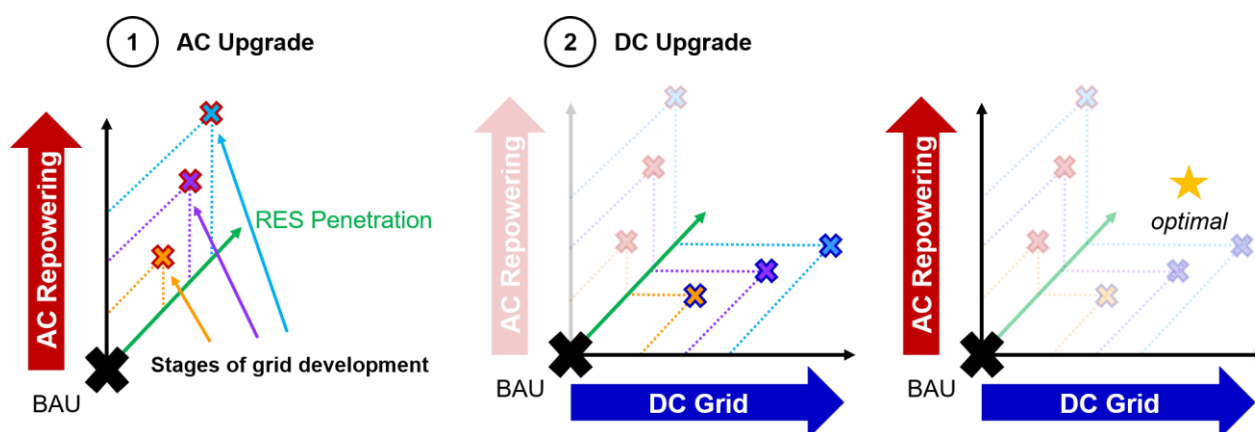 1 AC Upgrade
AC Repowering
RES Penetration
Stages of grid development
BAU
2 DC Upgrade
AC Repowering
BAU
DC Grid
AC Repowering
optimal
BAU
DC Grid